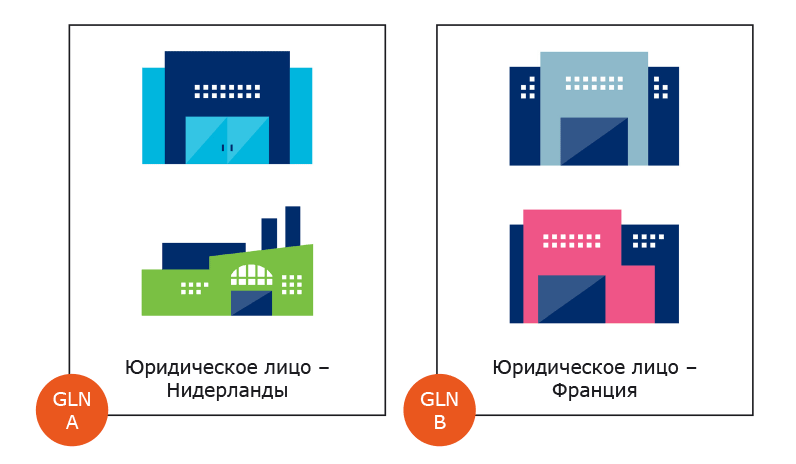 Юридическое лицо –
Нидерланды
GLN
A
Юридическое лицо –
Франция
GLN
B